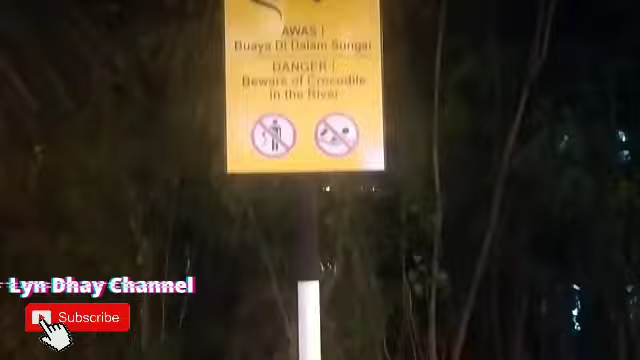 AWAS !
Buaya Di Dalam Sungai
DANGER !
Beware of Crocodile
in the River
Lyn Dhay Channel
Subscribe